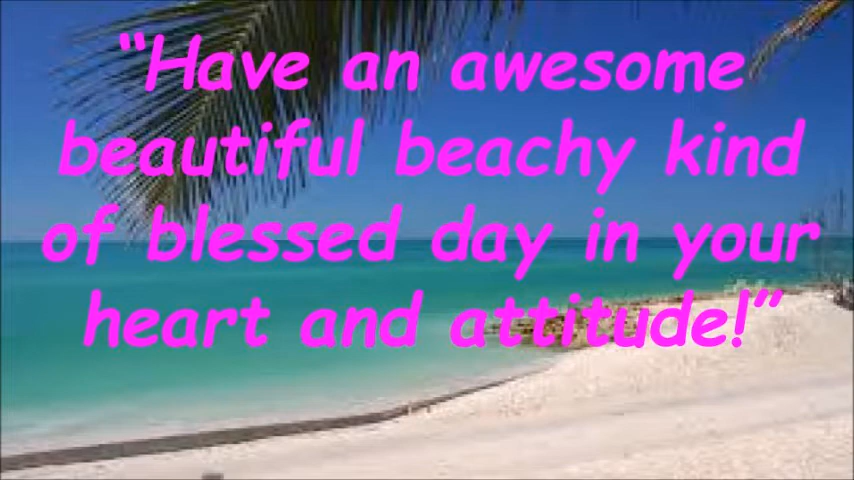 “Have an awesome
beautiful beachy kind
of blessed day in your
heart and attitude!”